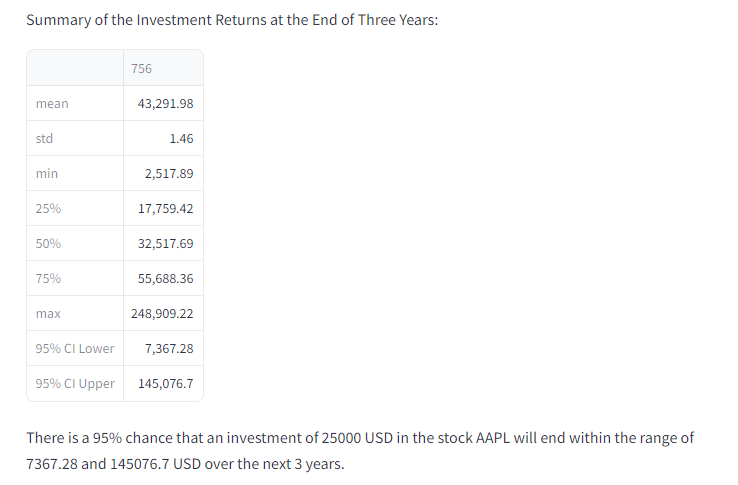 Summary of the Investment Returns at the End of Three Years:
756
mean 43,291.98
std 1.46
min 2,517.89
25% 17,759.42
50% 32,517.69
75% 55,688.36
max 248,909.22
95% CI Lower 7,367.28
95% CI Upper 145,076.7
There is a 95% chance that an investment of 25000 USD in the stock AAPL will end within the range of
7367.28 and 145076.7 USD over the next 3 years.